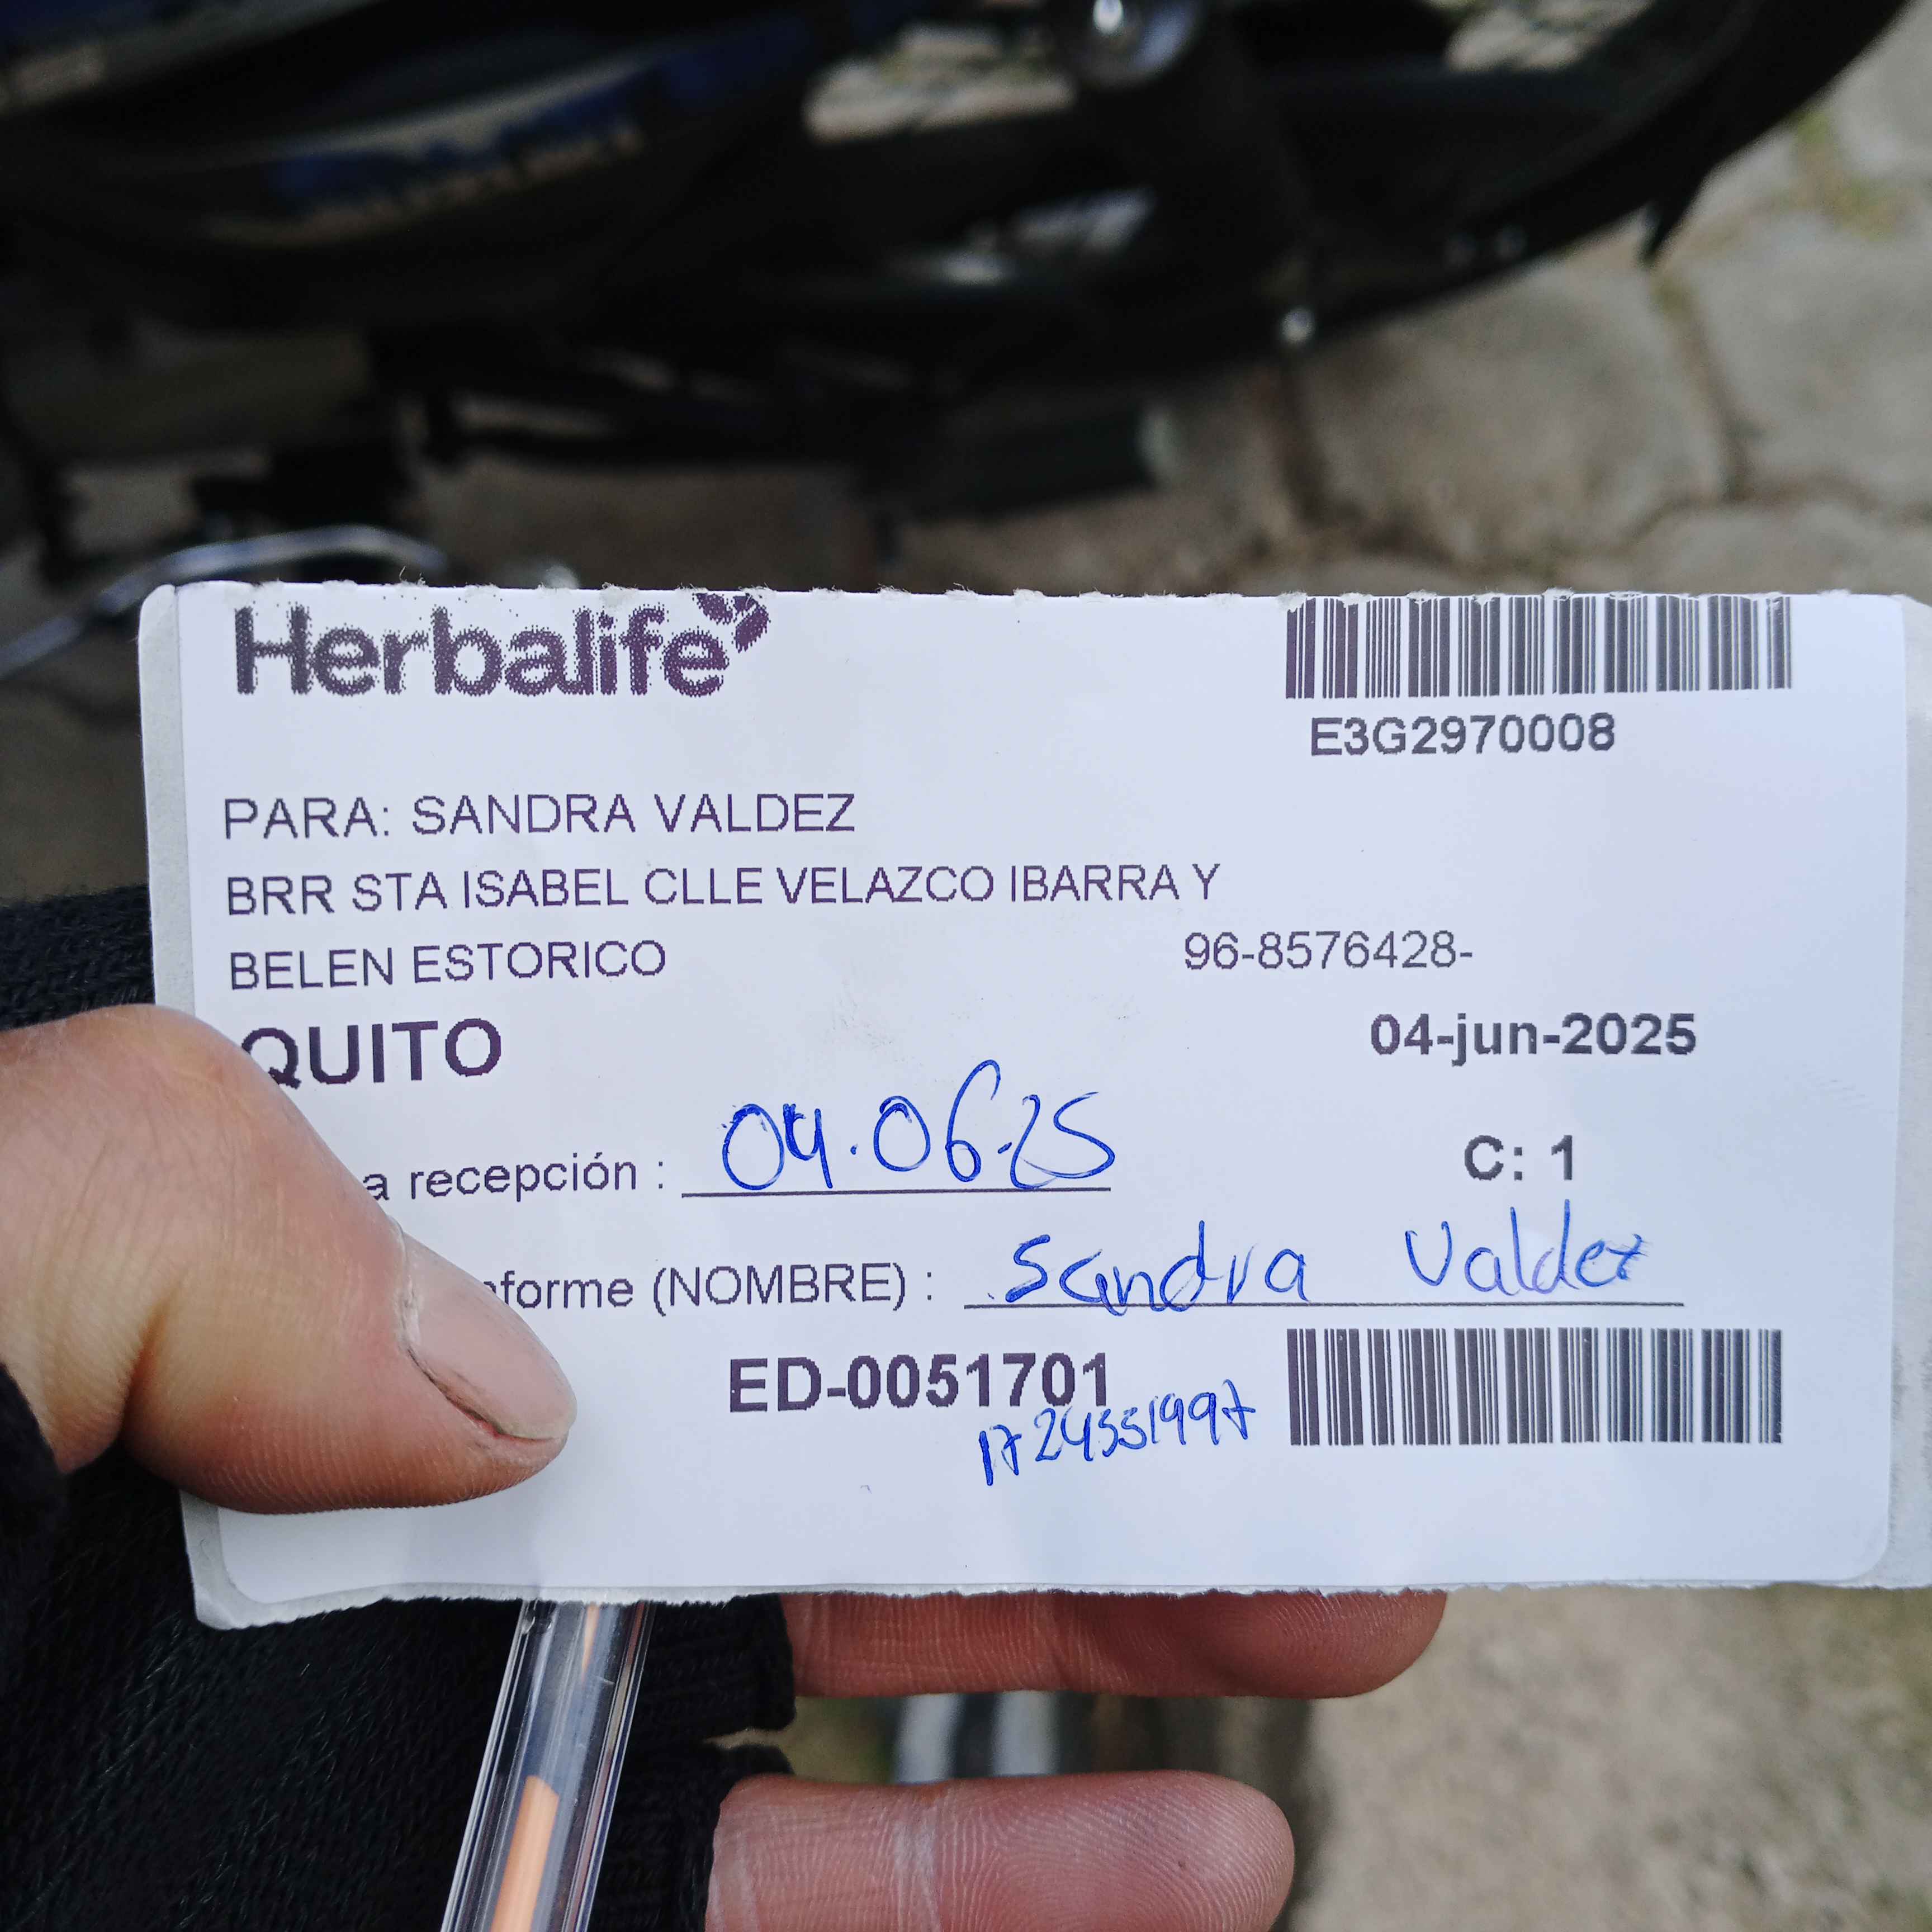 Herbalife
E3G2970008
PARA: SANDRA VALDEZ
BRR STA ISABEL CLLE VELAZCO IBARRA Y
BELEN ESTORICO 96-8576428-
QUITO 04-jun-2025
a recepción : 04.06.25
C: 1
forme (NOMBRE) : Sandra Valdez
ED-0051701
1724551997